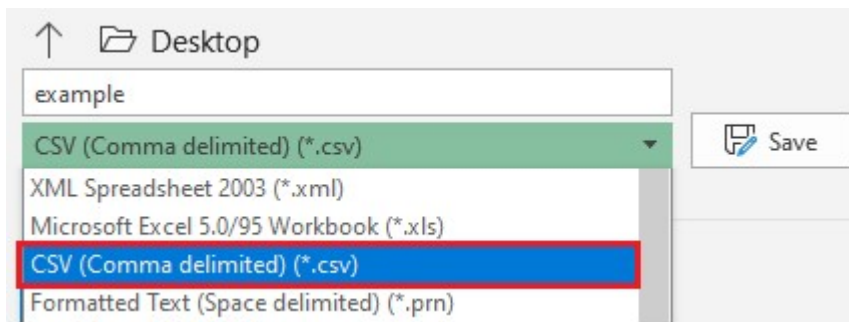 Desktop
example
CSV (Comma delimited) (*.csv)
Save
XML Spreadsheet 2003 (*.xml)
Microsoft Excel 5.0/95 Workbook (*.xls)
CSV (Comma delimited) (*.csv)
Formatted Text (Space delimited) (*.prn)